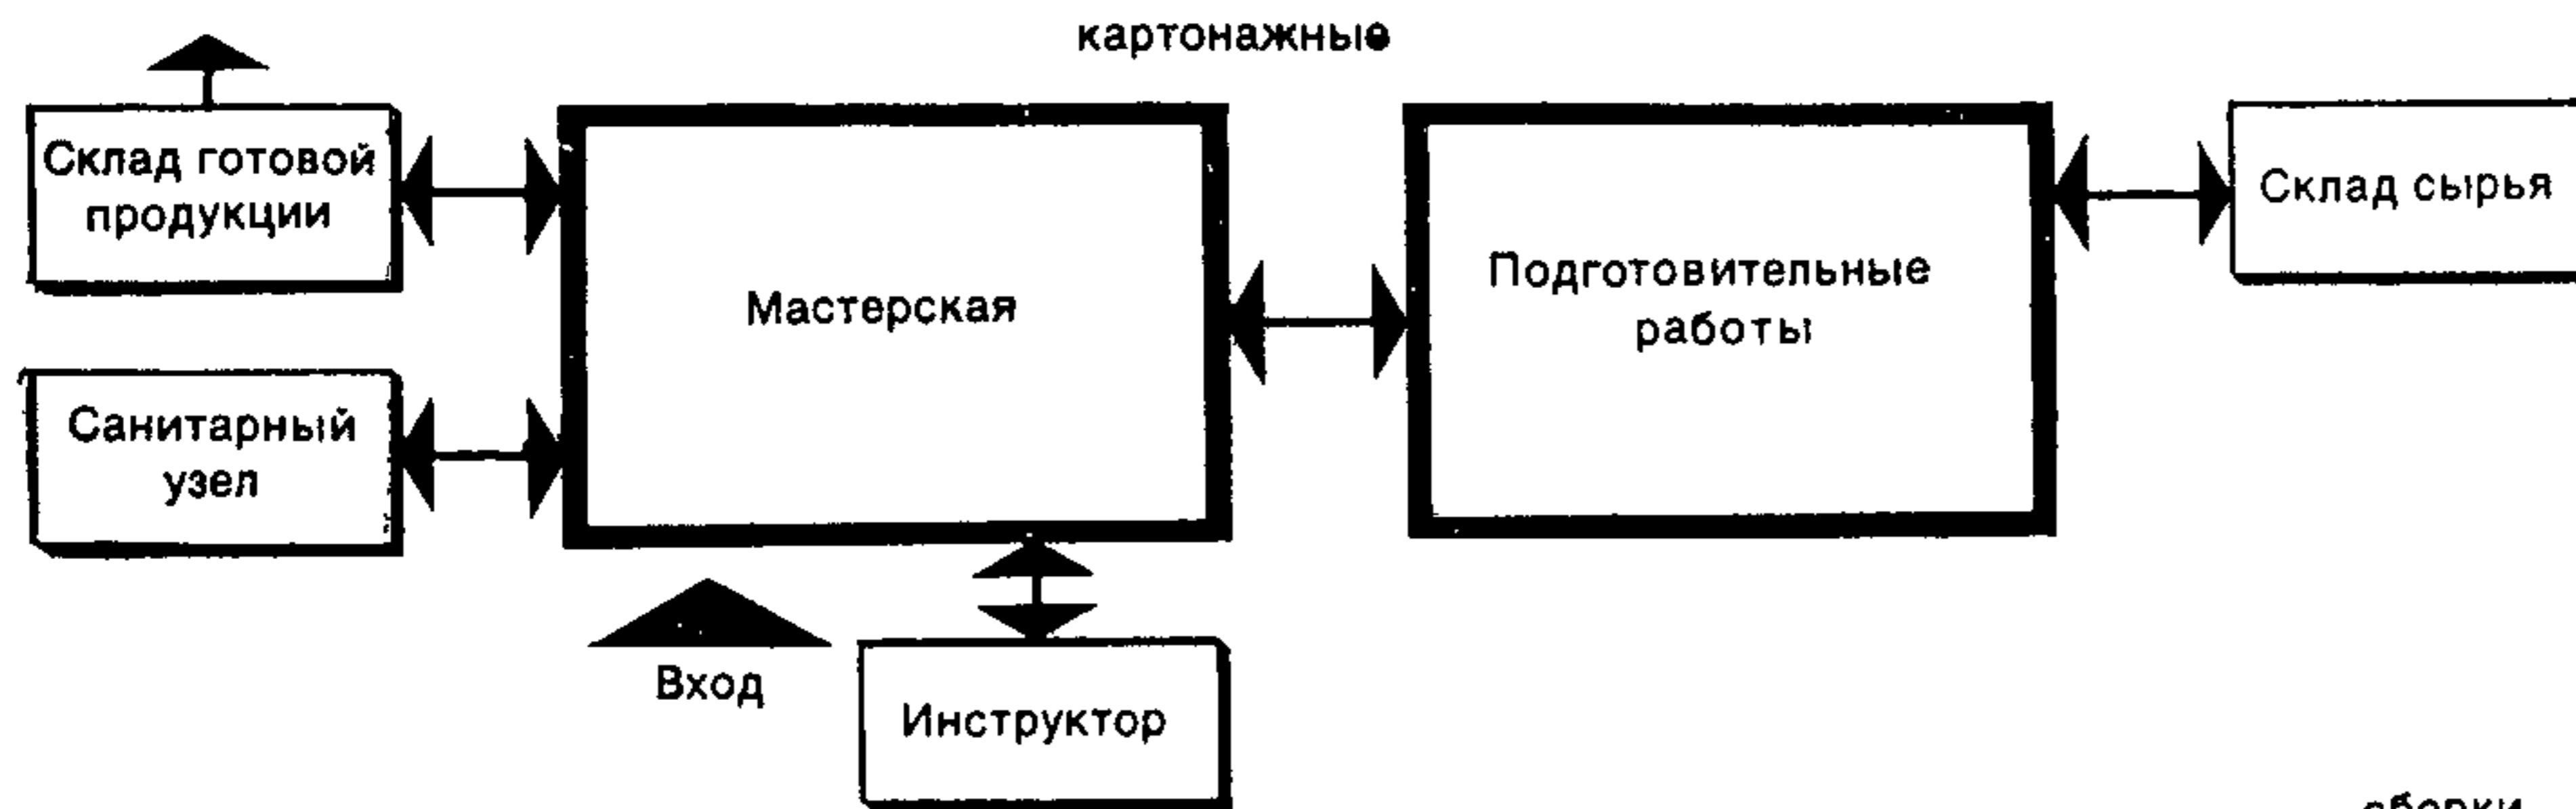 картонажные
Склад готовой
продукции
Мастерская
Подготовительные
работы
Склад сырья
Санитарный
узел
Вход
Инструктор
сборки